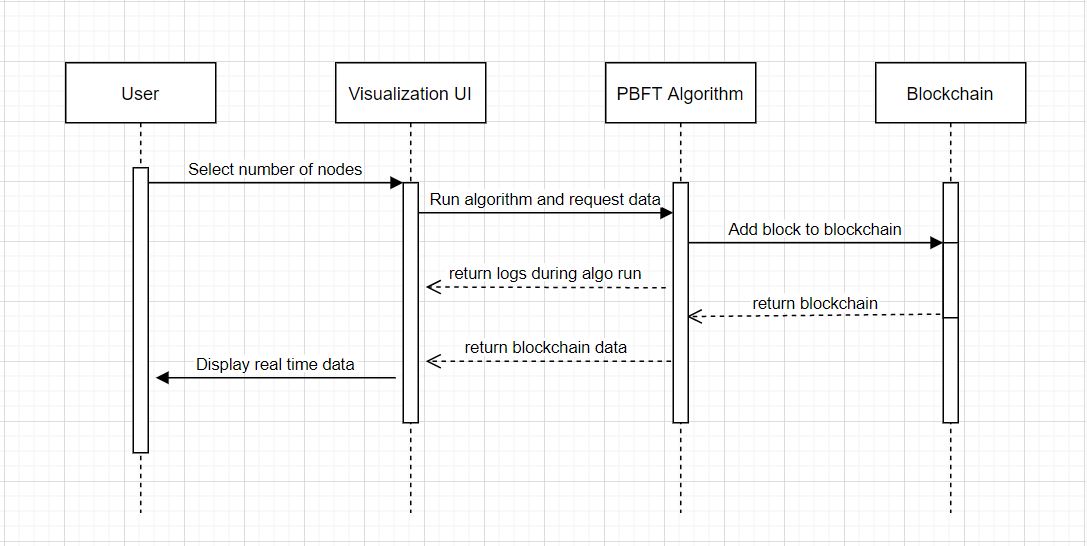 User
Visualization UI
PBFT Algorithm
Blockchain
Select number of nodes
Run algorithm and request data
Add block to blockchain
return logs during algo run
return blockchain
return blockchain data
Display real time data